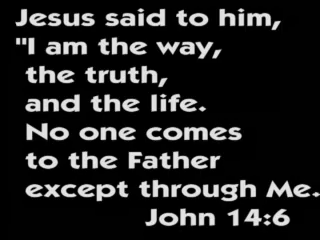 Jesus said to him,
"I am the way,
the truth,
and the life.
No one comes
to the Father
except through Me.
John 14:6